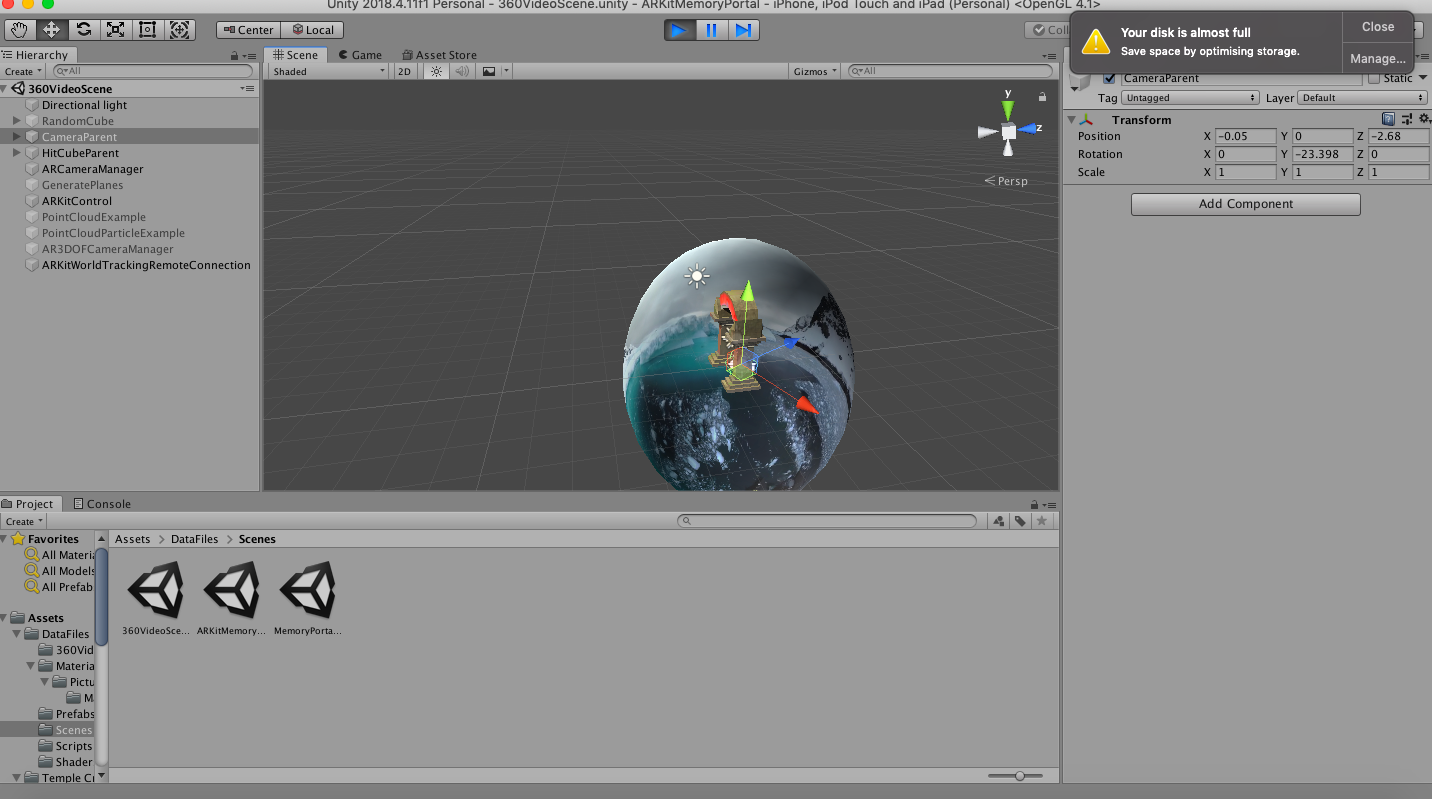 Unity 2018.4.11f1 Personal - 360VideoScene.unity - ARKitMemoryPortal - iPhone, iPod Touch and iPad (Personal) <OpenGL 4.1>
Center Local
Your disk is almost full
Save space by optimising storage.
Close
Manage...
Hierarchy
Create All
360VideoScene
Directional light
RandomCube
CameraParent
HitCubeParent
ARCameraManager
GeneratePlanes
ARKitControl
PointCloudExample
PointCloudParticleExample
AR3DOFCameraManager
ARKitWorldTrackingRemoteConnection
Scene Game Asset Store
Shaded 2D Gizmos All
y
z
Persp
CameraParent Static
Tag Untagged Layer Default
Transform
Position X -0.05 Y 0 Z -2.68
Rotation X 0 Y -23.398 Z 0
Scale X 1 Y 1 Z 1
Add Component
Project Console
Create
Favorites
All Materia
All Models
All Prefab
Assets
DataFiles
360Vid
Materia
Pictu
M
Prefabs
Scenes
Scripts
Shader
Temple Cr
Assets > DataFiles > Scenes
360VideoSce... ARKitMemory... MemoryPorta...